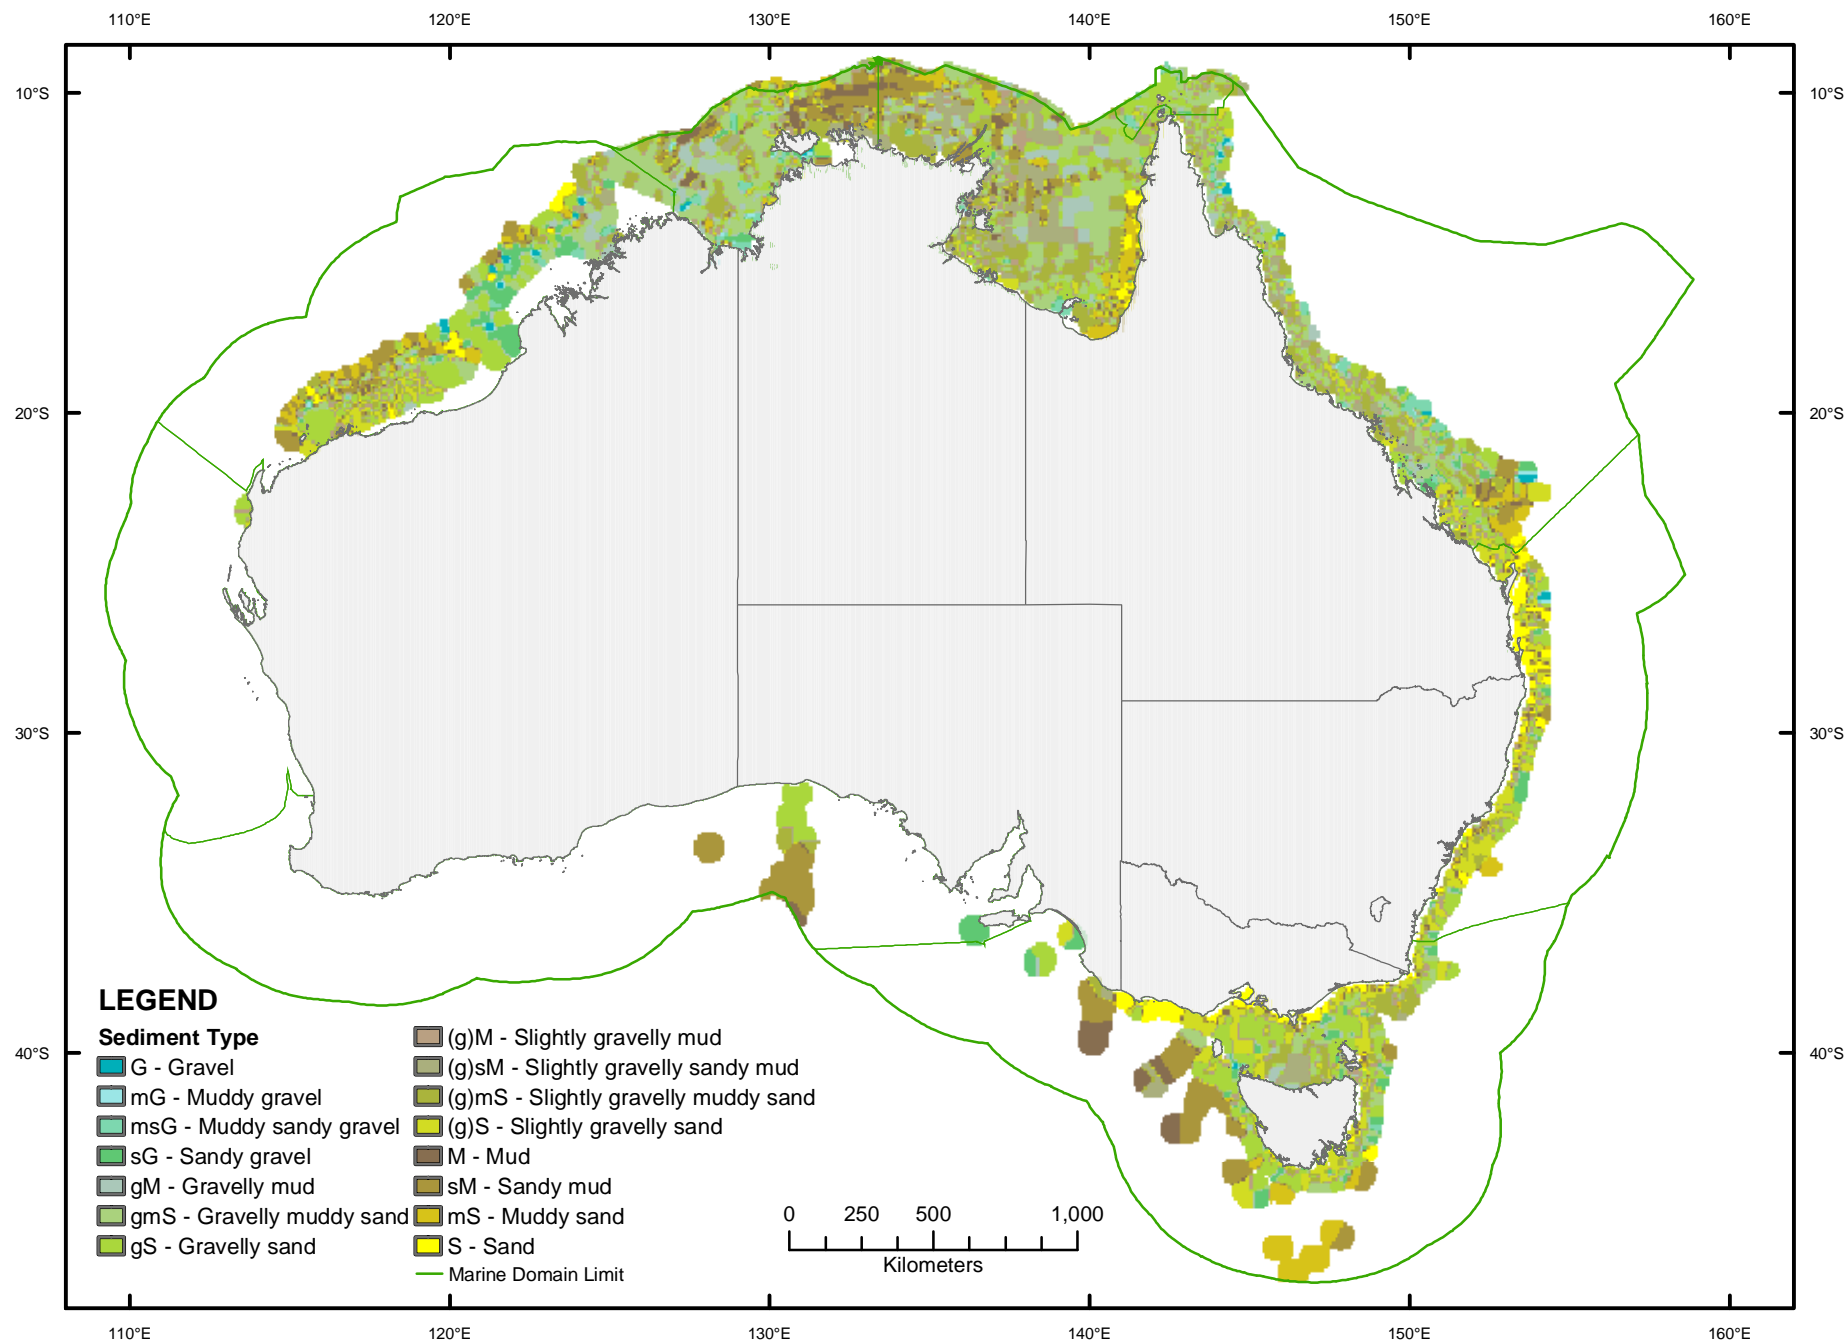 110°E 120°E 130°E 140°E 150°E 160°E
10°S 10°S
20°S 20°S
30°S 30°S
40°S 40°S
LEGEND
Sediment Type
G - Gravel
mG - Muddy gravel
msG - Muddy sandy gravel
sG - Sandy gravel
gM - Gravelly mud
gmS - Gravelly muddy sand
gS - Gravelly sand
(g)M - Slightly gravelly mud
(g)sM - Slightly gravelly sandy mud
(g)mS - Slightly gravelly muddy sand
(g)S - Slightly gravelly sand
M - Mud
sM - Sandy mud
mS - Muddy sand
S - Sand
Marine Domain Limit
0 250 500 1,000
Kilometers
110°E 120°E 130°E 140°E 150°E 160°E